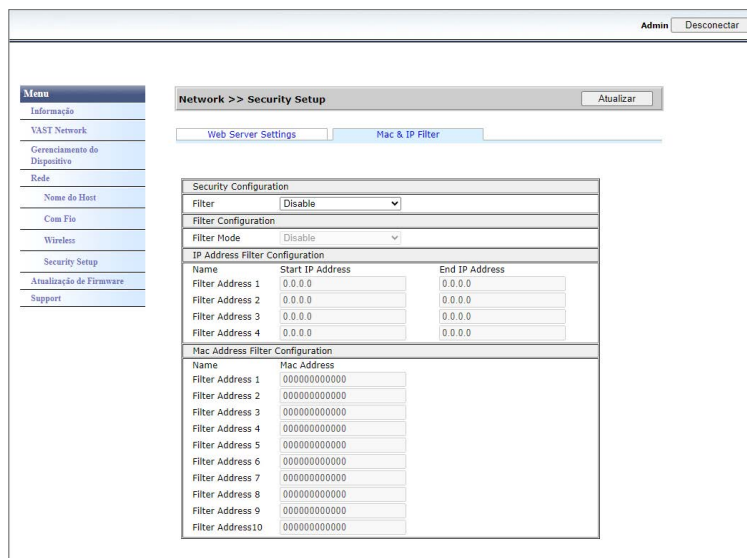 Admin Desconectar
Menu
Informação
VAST Network
Gerenciamento do
Dispositivo
Rede
Nome do Host
Com Fio
Wireless
Security Setup
Atualização de Firmware
Support
Network >> Security Setup Atualizar
Web Server Settings Mac & IP Filter
Security Configuration
Filter Disable
Filter Configuration
Filter Mode Disable
IP Address Filter Configuration
Name Start IP Address End IP Address
Filter Address 1 0.0.0.0 0.0.0.0
Filter Address 2 0.0.0.0 0.0.0.0
Filter Address 3 0.0.0.0 0.0.0.0
Filter Address 4 0.0.0.0 0.0.0.0
Mac Address Filter Configuration
Name Mac Address
Filter Address 1 000000000000
Filter Address 2 000000000000
Filter Address 3 000000000000
Filter Address 4 000000000000
Filter Address 5 000000000000
Filter Address 6 000000000000
Filter Address 7 000000000000
Filter Address 8 000000000000
Filter Address 9 000000000000
Filter Address10 000000000000